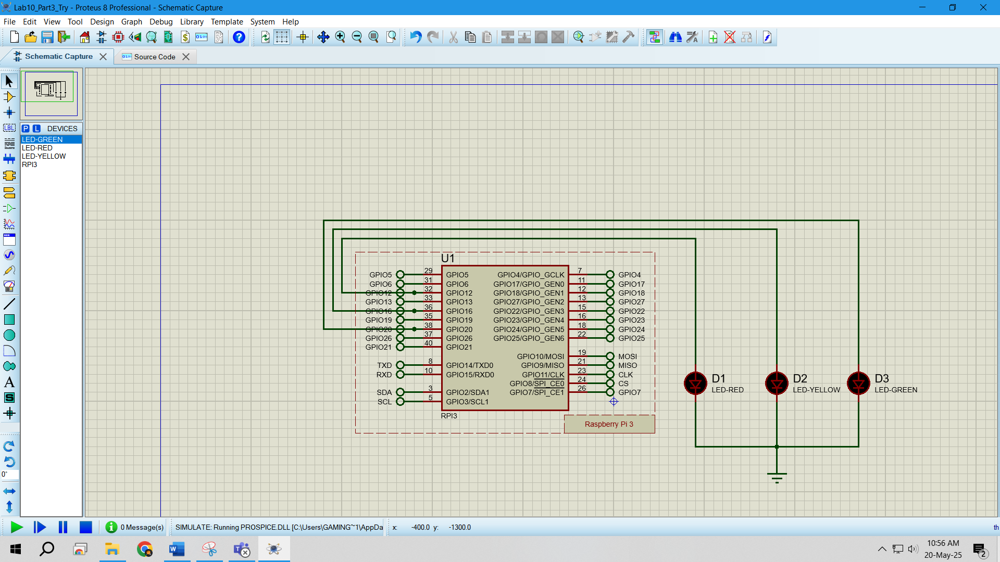 Lab10_Part3_Try - Proteus 8 Professional - Schematic Capture
File Edit View Tool Design Graph Debug Library Template System Help
Schematic Capture
Source Code
P L DEVICES
LED-GREEN
LED-RED
LED-YELLOW
RPI3
LBL
A
S
0°
U1
GPIO5 29 GPIO5 GPIO4/GPIO_GCLK 7 GPIO4
GPIO6 31 GPIO6 GPIO17/GPIO_GEN0 11 GPIO17
GPIO12 32 GPIO12 GPIO18/GPIO_GEN1 12 GPIO18
GPIO13 33 GPIO13 GPIO27/GPIO_GEN2 13 GPIO27
GPIO16 36 GPIO16 GPIO22/GPIO_GEN3 15 GPIO22
GPIO19 35 GPIO19 GPIO23/GPIO_GEN4 16 GPIO23
GPIO20 38 GPIO20 GPIO24/GPIO_GEN5 18 GPIO24
GPIO26 37 GPIO26 GPIO25/GPIO_GEN6 22 GPIO25
GPIO21 40 GPIO21
GPIO10/MOSI 19 MOSI
TXD 8 GPIO14/TXD0 GPIO9/MISO 21 MISO
RXD 10 GPIO15/RXD0 GPIO11/CLK 23 CLK
GPIO8/SPI_CE0 24 CS
SDA 3 GPIO2/SDA1 GPIO7/SPI_CE1 26 GPIO7
SCL 5 GPIO3/SCL1
RPI3
Raspberry Pi 3
D1
LED-RED
D2
LED-YELLOW
D3
LED-GREEN
0 Message(s)
SIMULATE: Running PROSPICE.DLL [C:\Users\GAMING~1\AppDa
x: -400.0 y: -1300.0
th
10:56 AM
20-May-25
2